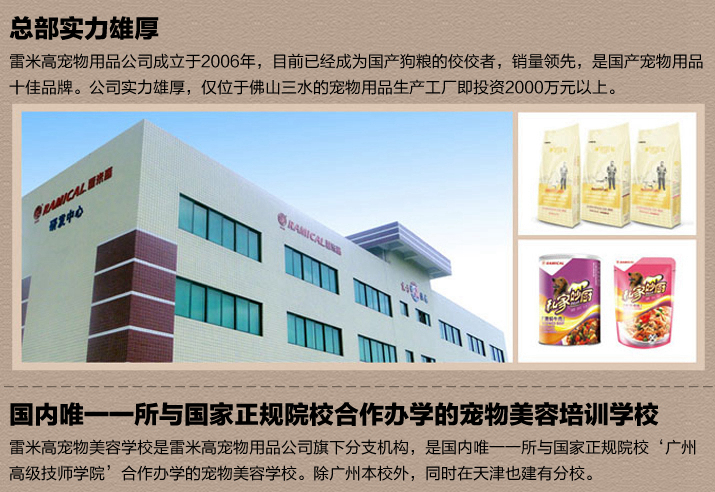 总部实力雄厚
雷米高宠物用品公司成立于2006年，目前已经成为国产狗粮的佼佼者，销量领先，是国产宠物用品
十佳品牌。公司实力雄厚，仅位于佛山三水的宠物用品生产工厂即投资2000万元以上。
RAMICAL 雷米高
研发中心
RAMICAL 雷米高
RAMICAL
私家炒厨
RAMICAL
私家炒厨
国内唯一一所与国家正规院校合作办学的宠物美容培训学校
雷米高宠物美容学校是雷米高宠物用品公司旗下分支机构，是国内唯一一所与国家正规院校‘广州
高级技师学院’合作办学的宠物美容学校。除广州本校外，同时在天津也建有分校。